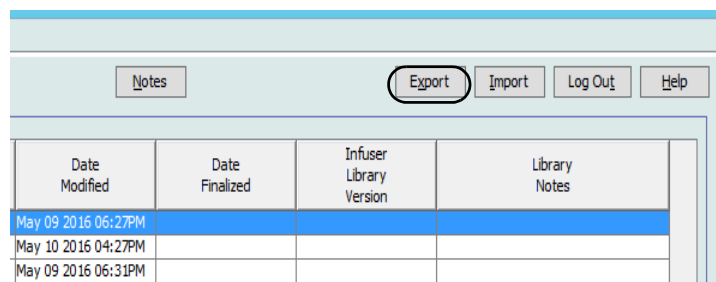 Notes Export Import Log Out Help
Date Modified Date Finalized Infuser Library Version Library Notes
May 09 2016 06:27PM
May 10 2016 04:27PM
May 09 2016 06:31PM